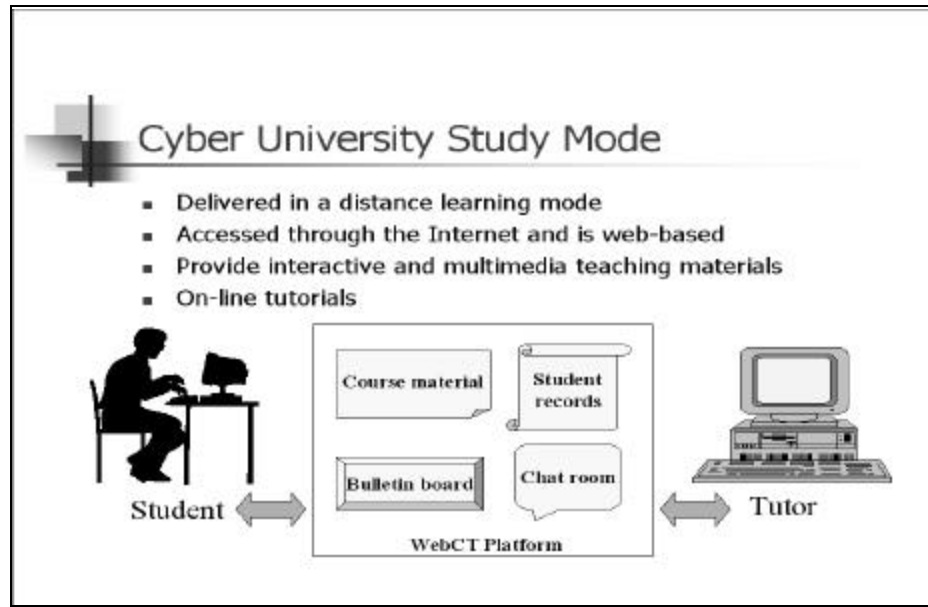 Cyber University Study Mode
Delivered in a distance learning mode
Accessed through the Internet and is web-based
Provide interactive and multimedia teaching materials
On-line tutorials
Course material
Student
records
Bulletin board
Chat room
Student
Tutor
WebCT Platform